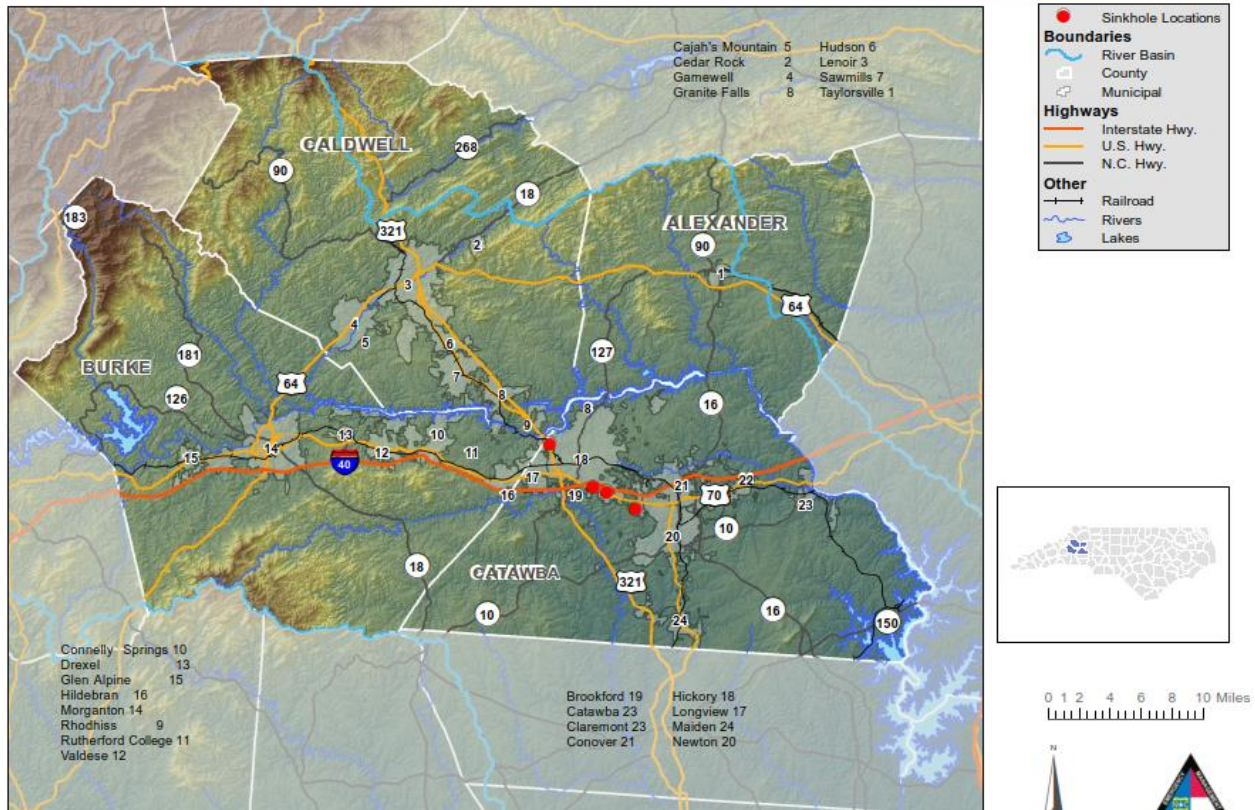 Cajah's Mountain 5 Hudson 6
Cedar Rock 2 Lenoir 3
Gamewell 4 Sawmills 7
Granite Falls 8 Taylorsville 1
Sinkhole Locations
Boundaries
River Basin
County
Municipal
Highways
Interstate Hwy.
U.S. Hwy.
N.C. Hwy.
Other
Railroad
Rivers
Lakes
CALDWELL
268
90
18
183
321
2
ALEXANDER
90
1
3
64
4
5
6
181
127
BURKE
7
64
126
8
8
16
9
13
10
14
12
11
15
40
18
17
21
22
16
19
70
23
20
10
18
CATAWBA
321
10
16
24
150
Connelly Springs 10
Drexel 13
Glen Alpine 15
Hildebran 16
Morganton 14
Rhodhiss 9
Rutherford College 11
Valdese 12
Brookford 19 Hickory 18
Catawba 23 Longview 17
Claremont 23 Maiden 24
Conover 21 Newton 20
0 1 2 4 6 8 10 Miles
N